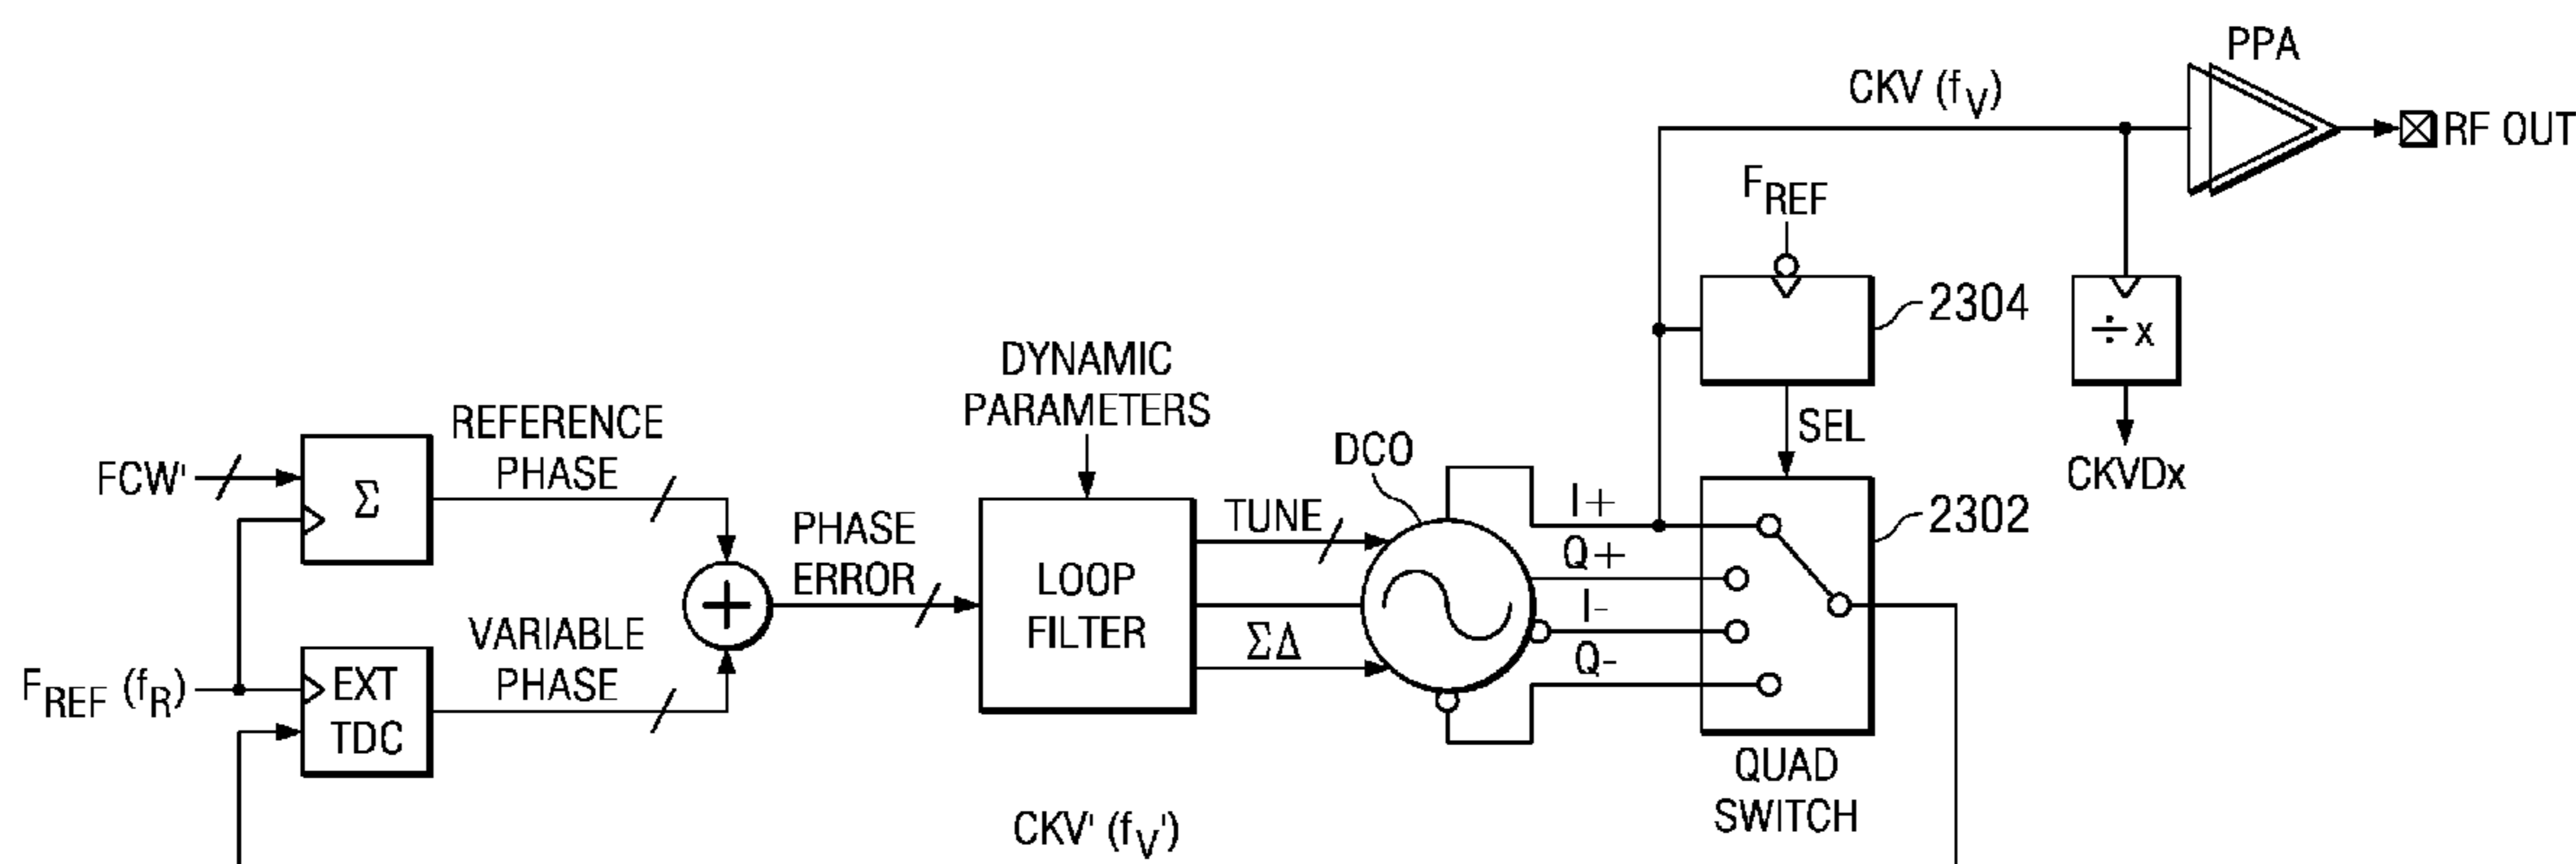 PPA
CKV (fV)
RF OUT
FREF
2304
÷ x
DYNAMIC
PARAMETERS
SEL
CKVDx
REFERENCE
PHASE
DCO
FCW'
Σ
TUNE
I+
2302
PHASE
ERROR
Q+
LOOP
FILTER
I-
VARIABLE
PHASE
ΣΔ
Q-
FREF (fR)
EXT
TDC
QUAD
SWITCH
CKV' (fV')